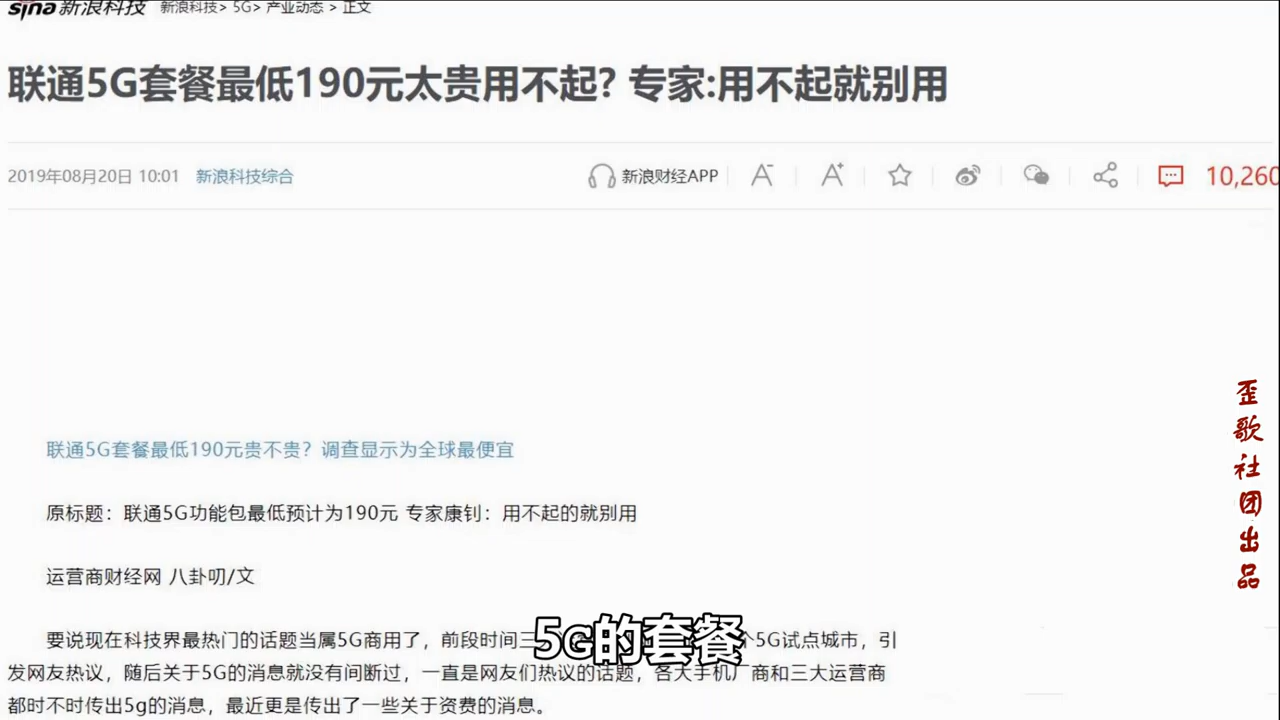 sina新浪科技 新浪科技> 5G> 产业动态 > 正文
联通5G套餐最低190元太贵用不起? 专家:用不起就别用
2019年08月20日 10:01 新浪科技综合 新浪财经APP A- A+ 10,260
联通5G套餐最低190元贵不贵？调查显示为全球最便宜
原标题：联通5G功能包最低预计为190元 专家康钊：用不起的就别用
运营商财经网 八卦叨/文
要说现在科技界最热门的话题当属5G商用了，前段时间三 个5G试点城市，引
发网友热议，随后关于5G的消息就没有间断过，一直是网友们热议的话题，各大手机厂商和三大运营商
都时不时传出5g的消息，最近更是传出了一些关于资费的消息。
5G的套餐
歪歌社团出品